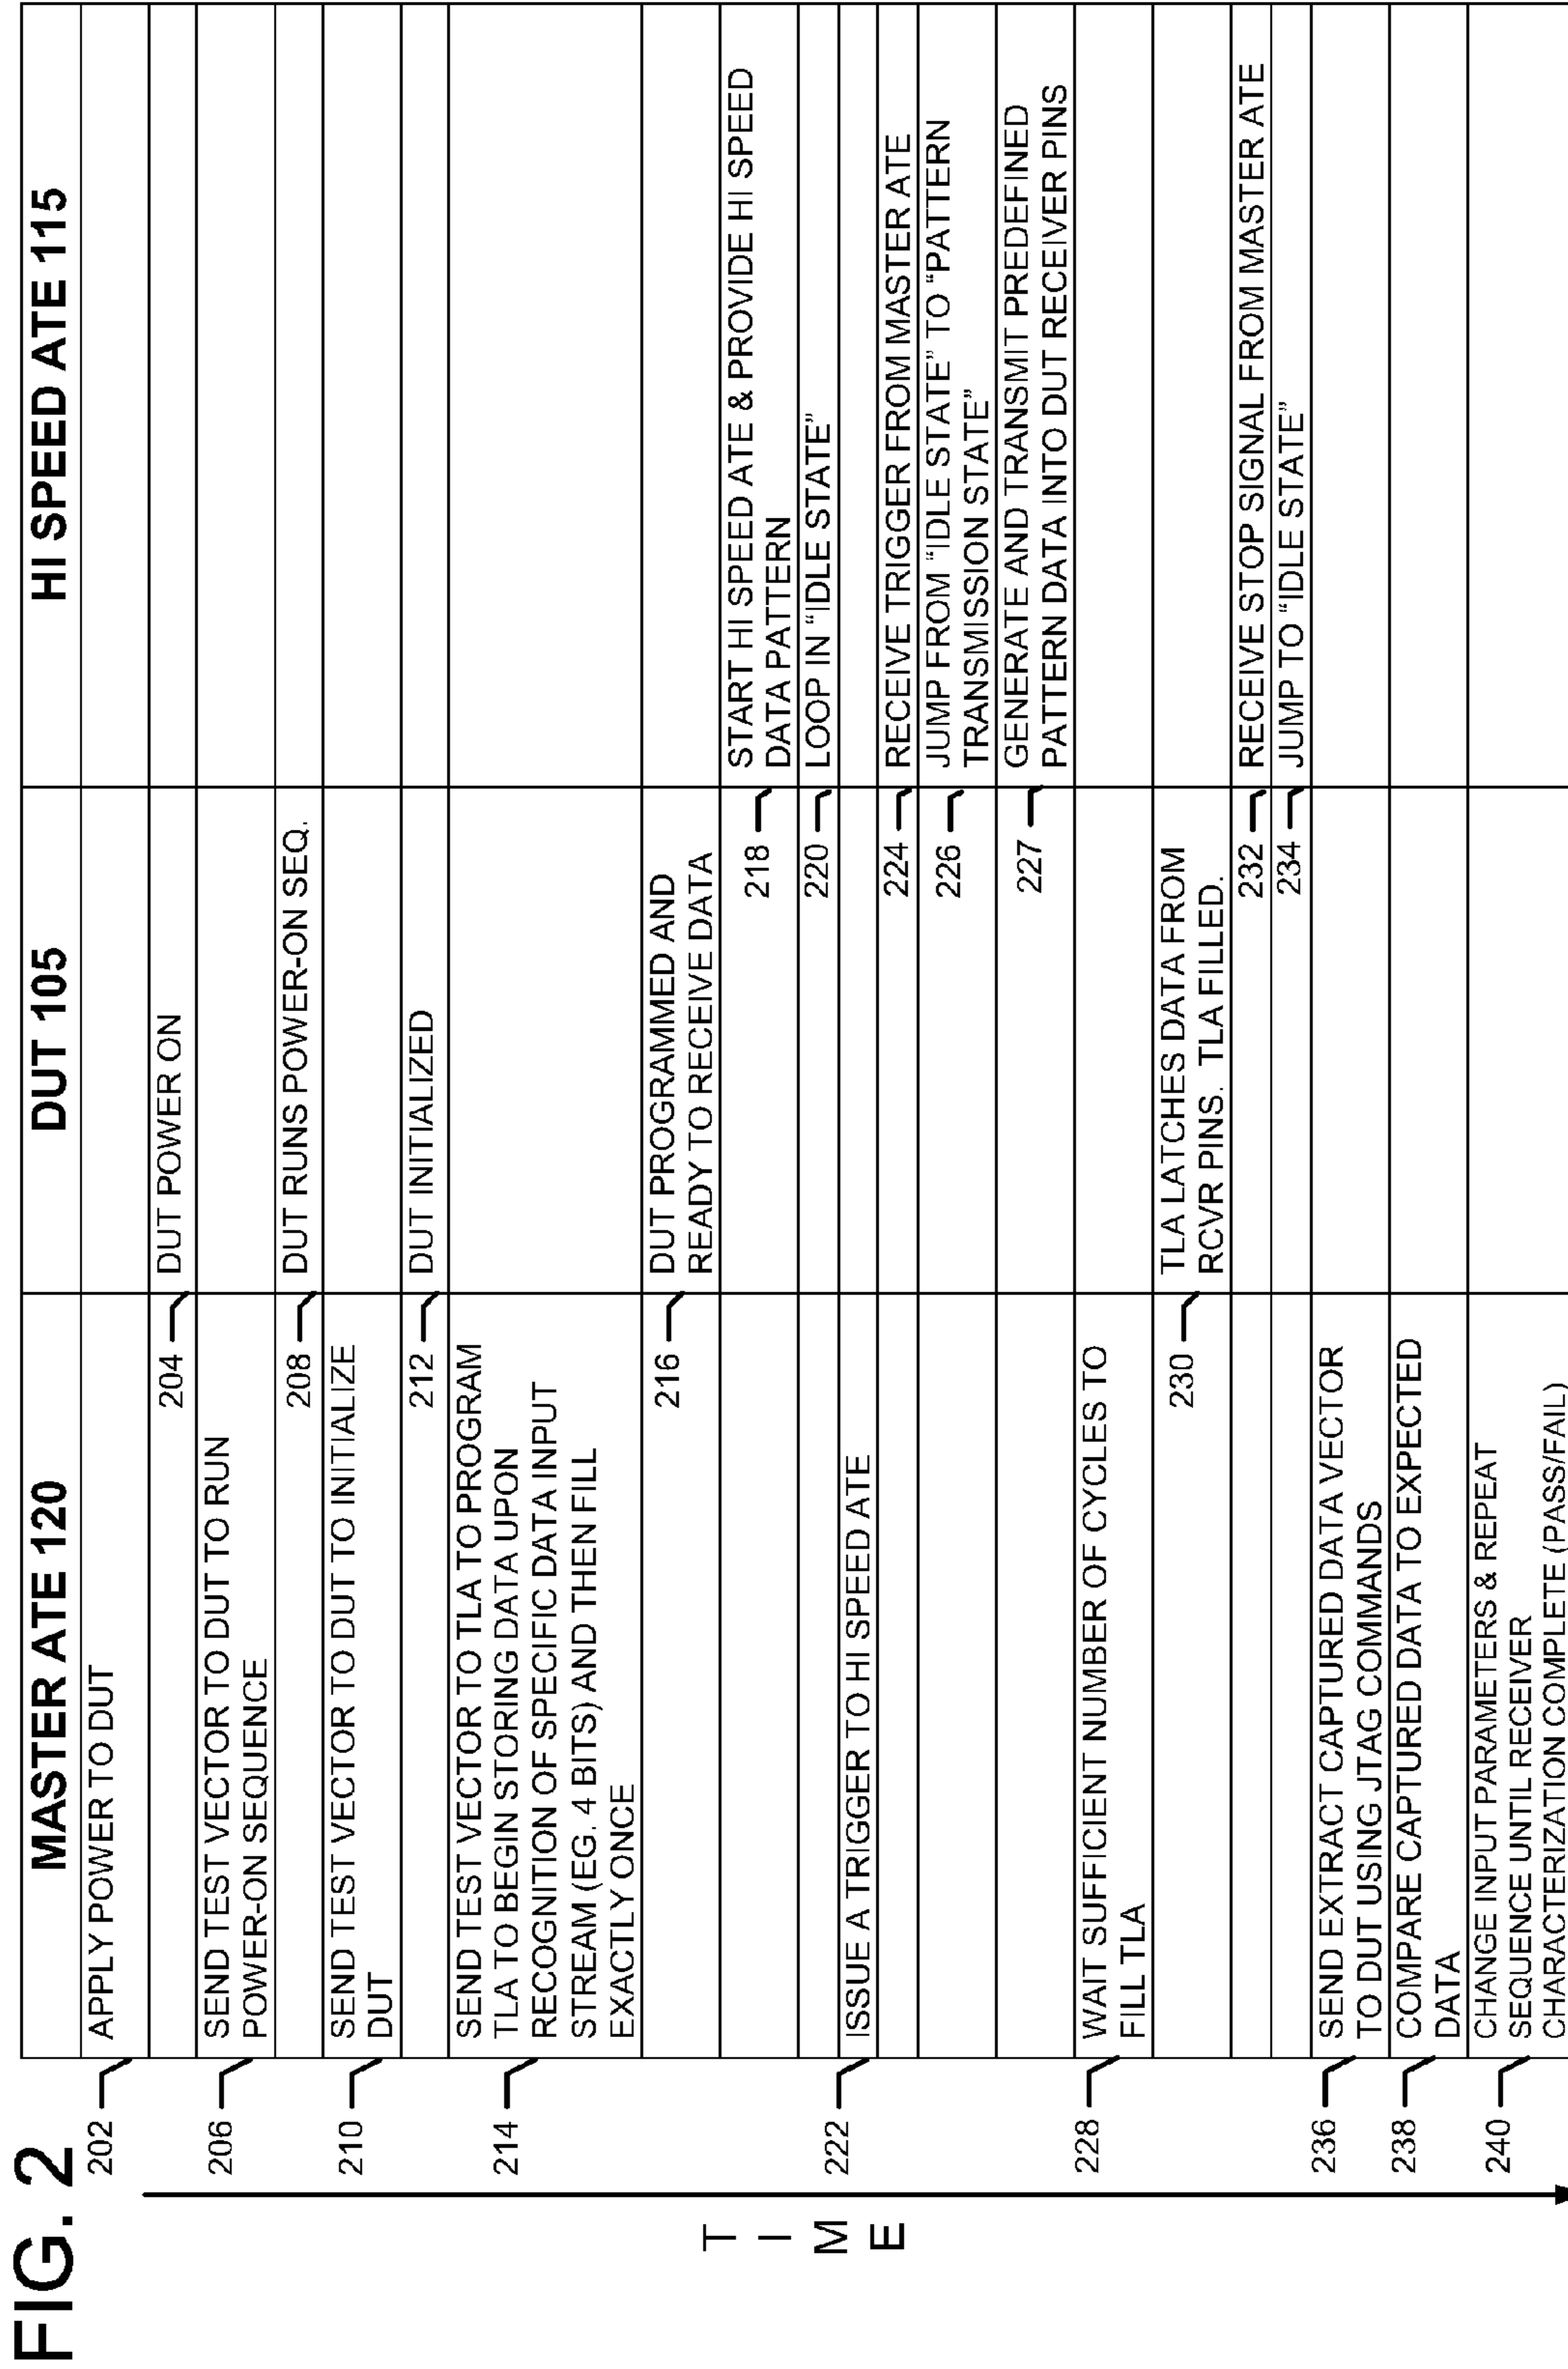 FIG. 2
MASTER ATE 120
DUT 105
HI SPEED ATE 115
T
I
M
E
202
APPLY POWER TO DUT
204
DUT POWER ON
206
SEND TEST VECTOR TO DUT TO RUN
POWER-ON SEQUENCE
208
DUT RUNS POWER-ON SEQ.
210
SEND TEST VECTOR TO DUT TO INITIALIZE
DUT
212
DUT INITIALIZED
214
SEND TEST VECTOR TO TLA TO PROGRAM
TLA TO BEGIN STORING DATA UPON
RECOGNITION OF SPECIFIC DATA INPUT
STREAM (EG. 4 BITS) AND THEN FILL
EXACTLY ONCE
216
DUT PROGRAMMED AND
READY TO RECEIVE DATA
218
START HI SPEED ATE & PROVIDE HI SPEED
DATA PATTERN
220
LOOP IN “IDLE STATE”
222
ISSUE A TRIGGER TO HI SPEED ATE
224
RECEIVE TRIGGER FROM MASTER ATE
226
JUMP FROM “IDLE STATE” TO “PATTERN
TRANSMISSION STATE”
227
GENERATE AND TRANSMIT PREDEFINED
PATTERN DATA INTO DUT RECEIVER PINS
228
WAIT SUFFICIENT NUMBER OF CYCLES TO
FILL TLA
230
TLA LATCHES DATA FROM
RCVR PINS. TLA FILLED.
232
RECEIVE STOP SIGNAL FROM MASTER ATE
234
JUMP TO “IDLE STATE”
236
SEND EXTRACT CAPTURED DATA VECTOR
TO DUT USING JTAG COMMANDS
238
COMPARE CAPTURED DATA TO EXPECTED
DATA
240
CHANGE INPUT PARAMETERS & REPEAT
SEQUENCE UNTIL RECEIVER
CHARACTERIZATION COMPLETE (PASS/FAIL)